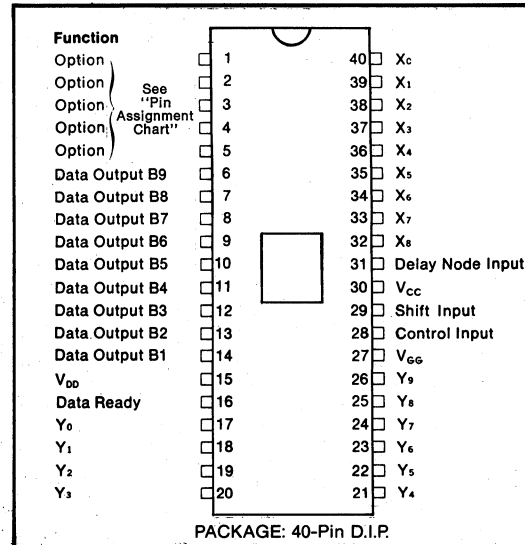 Function
Option 1 40 Xc
Option 2 39 X₁
Option 3 38 X₂
Option 4 37 X₃
Option 5 36 X₄
See
"Pin
Assignment
Chart"
Data Output B9 6 35 X₅
Data Output B8 7 34 X₆
Data Output B7 8 33 X₇
Data Output B6 9 32 X₈
Data Output B5 10 31 Delay Node Input
Data Output B4 11 30 VCC
Data Output B3 12 29 Shift Input
Data Output B2 13 28 Control Input
Data Output B1 14 27 VGG
VDD 15 26 Y₉
Data Ready 16 25 Y₈
Y₀ 17 24 Y₇
Y₁ 18 23 Y₆
Y₂ 19 22 Y₅
Y₃ 20 21 Y₄
PACKAGE: 40-Pin D.I.P.